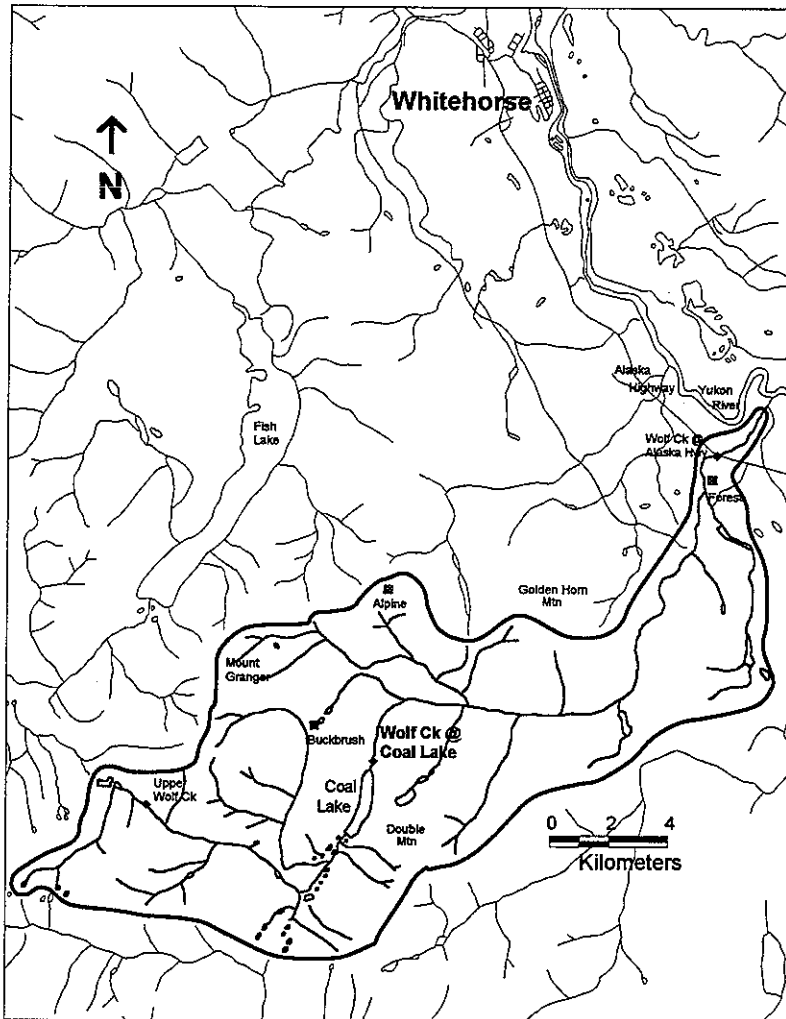 Whitehorse
N
Alaska
Highway
Yukon
River
Fish
Lake
Wolf Ck @
Alaska Hwy
Forest
Alpine
Golden Horn
Mtn
Mount
Granger
Buckbrush
Wolf Ck @
Coal Lake
Upper
Wolf Ck
Coal
Lake
Double
Mtn
0 2 4
Kilometers